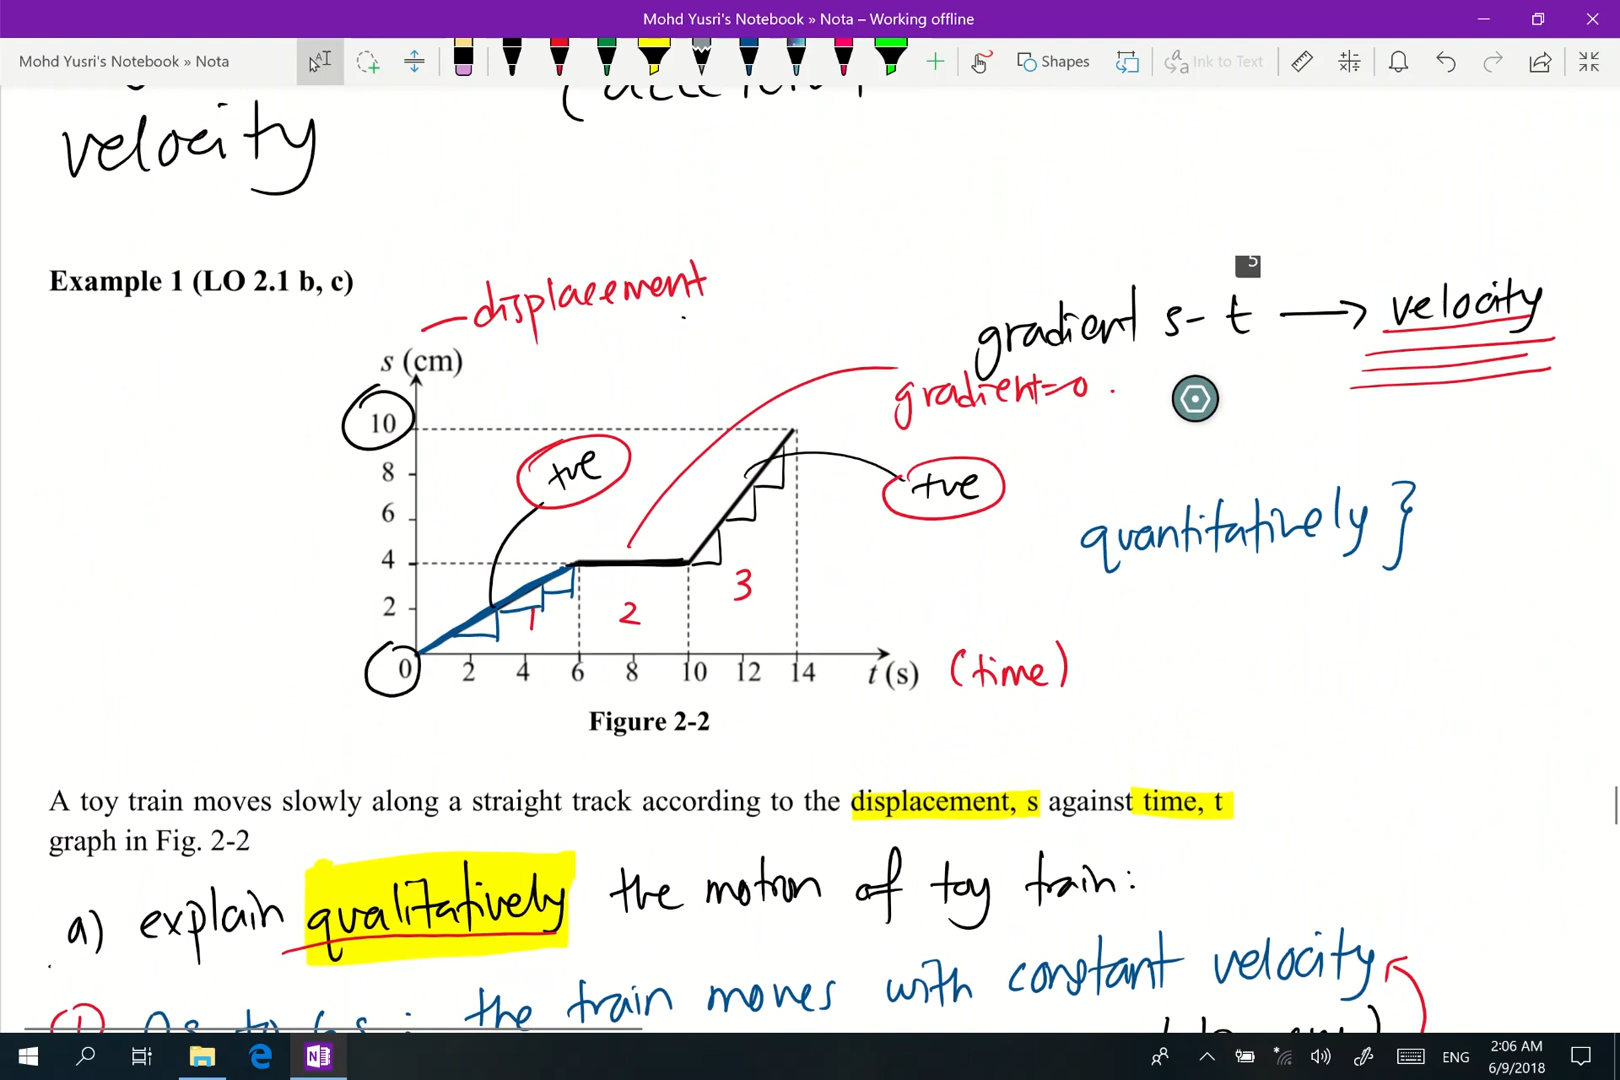 Mohd Yusri's Notebook » Nota – Working offline
Mohd Yusri's Notebook » Nota
Shapes
Ink to Text
velocity
Example 1 (LO 2.1 b, c)
displacement
5
gradient s-t → velocity
gradient=0.
s (cm)
10
8
6
4
2
0
+ve
+ve
quantitatively }
1
2
3
2 4 6 8 10 12 14 t (s) (time)
Figure 2-2
A toy train moves slowly along a straight track according to the displacement, s against time, t
graph in Fig. 2-2
a) explain qualitatively the motion of toy train:
the train moves with constant velocity
ENG
2:06 AM
6/9/2018